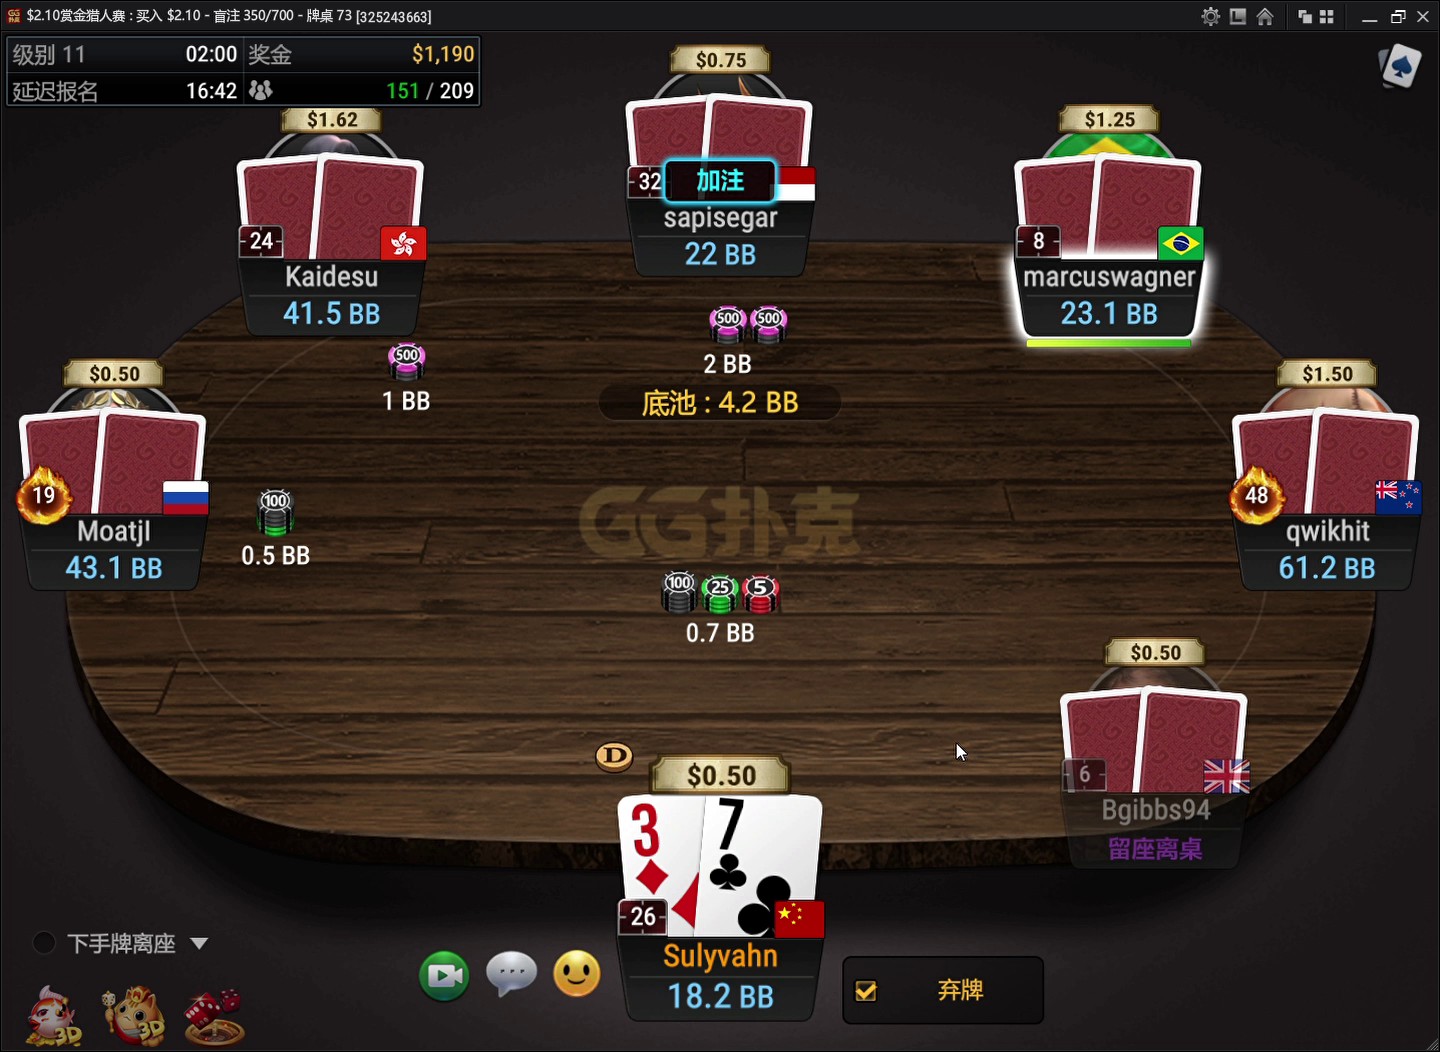 $2.10赏金猎人赛 : 买入 $2.10 - 盲注 350/700 - 牌桌 73 [325243663]
级别 11 02:00 奖金 $1,190
延迟报名 16:42 151 / 209
$0.75
$1.62
$1.25
32 加注
sapisegar
22 BB
24
Kaidesu
41.5 BB
8
marcuswagner
23.1 BB
500 500
2 BB
500
1 BB
$0.50
$1.50
底池 : 4.2 BB
19
Moatjl
43.1 BB
100
0.5 BB
48
qwikhit
61.2 BB
GG扑克
100 25 5
0.7 BB
$0.50
6
Bgibbs94
留座离桌
D
$0.50
3 7
26
Sulyvahn
18.2 BB
下手牌离座
弃牌
3D 3D